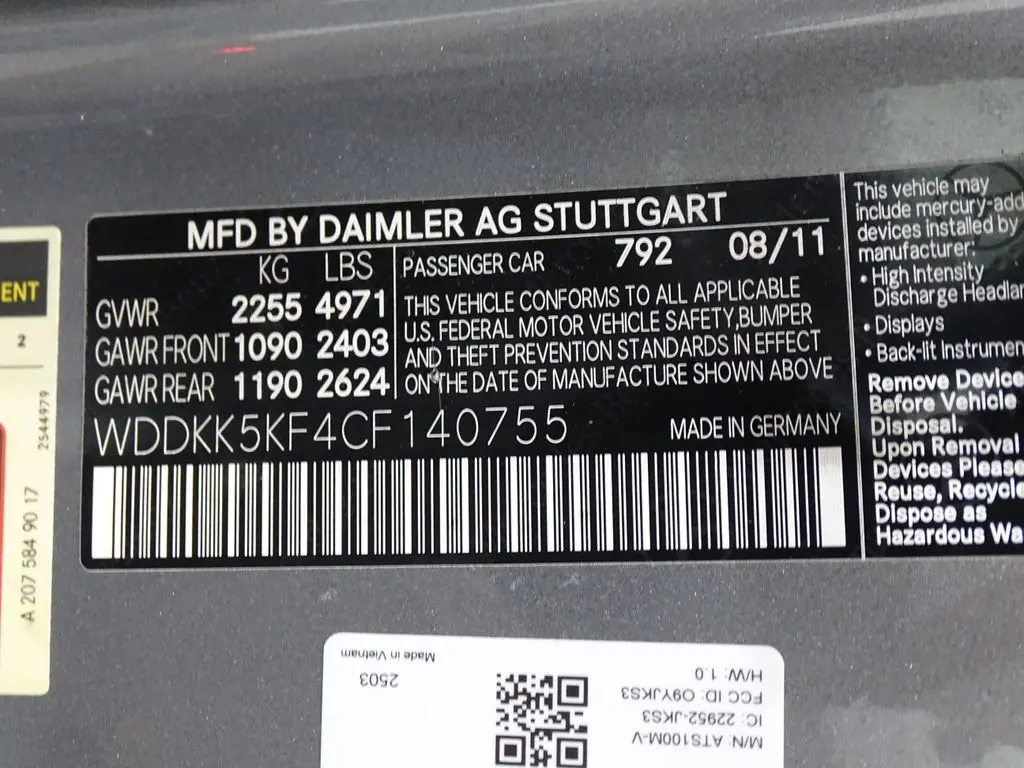 MFD BY DAIMLER AG STUTTGART
KG LBS
GVWR 2255 4971
GAWR FRONT 1090 2403
GAWR REAR 1190 2624
PASSENGER CAR 792 08/11
THIS VEHICLE CONFORMS TO ALL APPLICABLE
U.S. FEDERAL MOTOR VEHICLE SAFETY,BUMPER
AND THEFT PREVENTION STANDARDS IN EFFECT
ON THE DATE OF MANUFACTURE SHOWN ABOVE
WDDKK5KF4CF140755
MADE IN GERMANY
This vehicle may
include mercury-add
devices installed by
manufacturer:
• High Intensity
Discharge Headlar
• Displays
• Back-lit Instrumen
Remove Device
Before Vehicle
Disposal.
Upon Removal
Devices Please
Reuse, Recycle
Dispose as
Hazardous Wa
ENT
2
2544979
A 207 584 90 17
M/N: ATS100M-V
IC: 22952-JKS3
FCC ID: O9YJKS3
H/W: 1.0
2503
Made in Vietnam